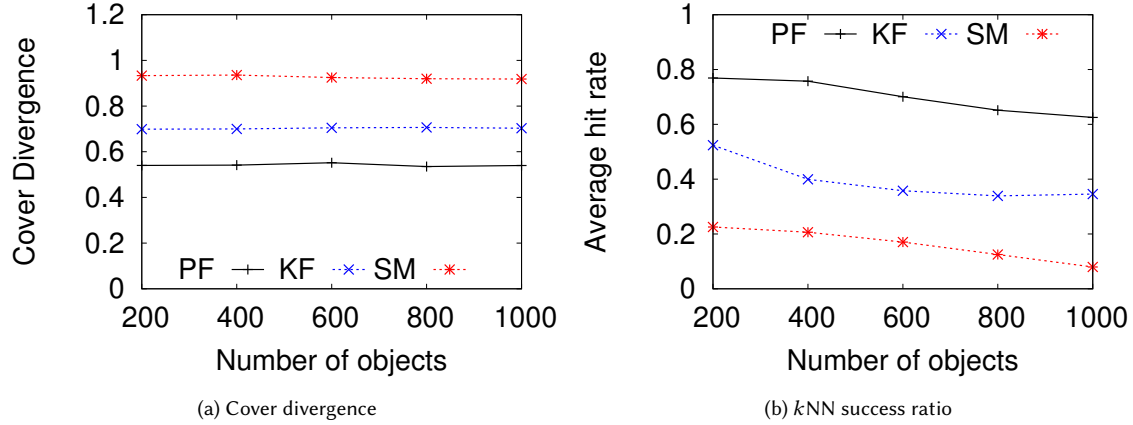 Cover Divergence
1.2
1
0.8
0.6
0.4
0.2
0
PF KF SM
200 400 600 800 1000
Number of objects
(a) Cover divergence
Average hit rate
1
0.8
0.6
0.4
0.2
0
PF KF SM
200 400 600 800 1000
Number of objects
(b) kNN success ratio